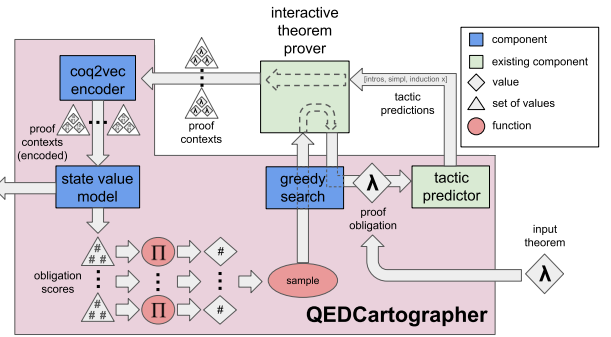 interactive
theorem
prover
component
existing component
value
set of values
function
coq2vec
encoder
[intros, simpl, induction x]
tactic
predictions
proof
contexts
proof
contexts
(encoded)
state value
model
greedy
search
λ
tactic
predictor
proof
obligation
input
theorem
λ
obligation
scores
#
# #
Π
#
sample
#
# #
Π
#
QEDCartographer